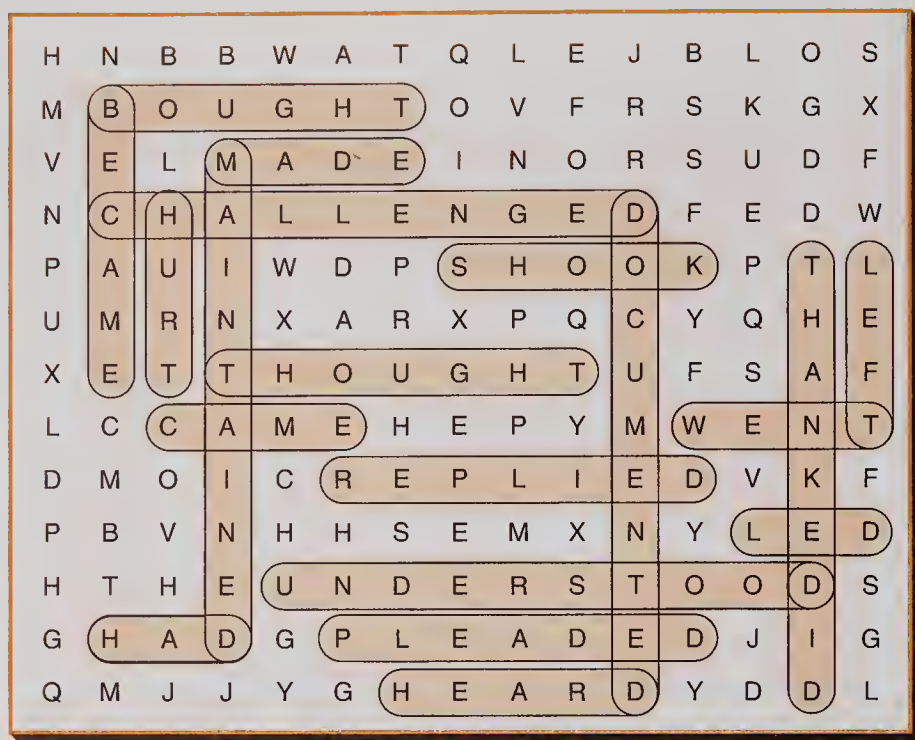 H N B B W A T Q L E J B L O S
M B O U G H T O V F R S K G X
V E L M A D E I N O R S U D F
N C H A L L E N G E D F E D W
P A U I W D P S H O O K P T L
U M R N X A R X P Q C Y Q H E
X E T T H O U G H T U F S A F
L C C A M E H E P Y M W E N T
D M O I C R E P L I E D V K F
P B V N H H S E M X N Y L E D
H T H E U N D E R S T O O D S
G H A D G P L E A D E D J I G
Q M J J Y G H E A R D Y D D L